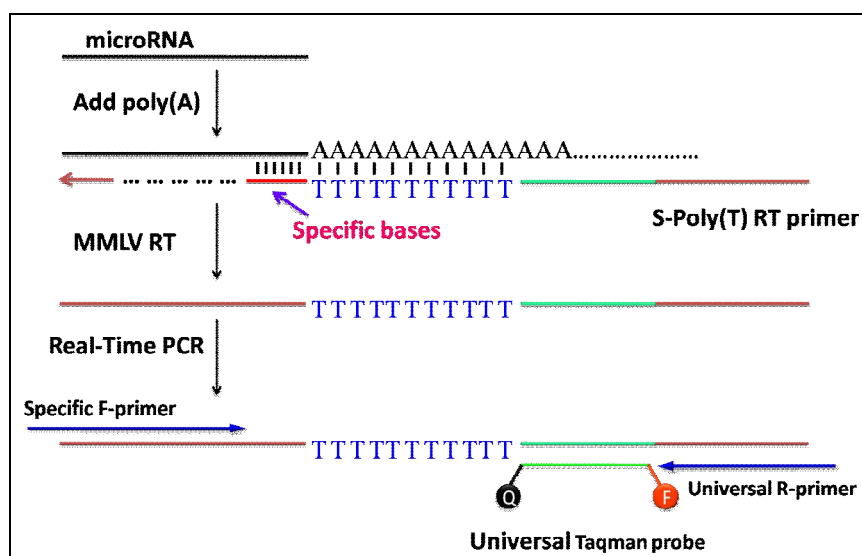 microRNA
Add poly(A)
AAAAAAAAAAAAAA..................
TTTTTTTTTTT
Specific bases
S-Poly(T) RT primer
MMLV RT
TTTTTTTTTTT
Real-Time PCR
Specific F-primer
TTTTTTTTTTT
Q
F
Universal R-primer
Universal Taqman probe